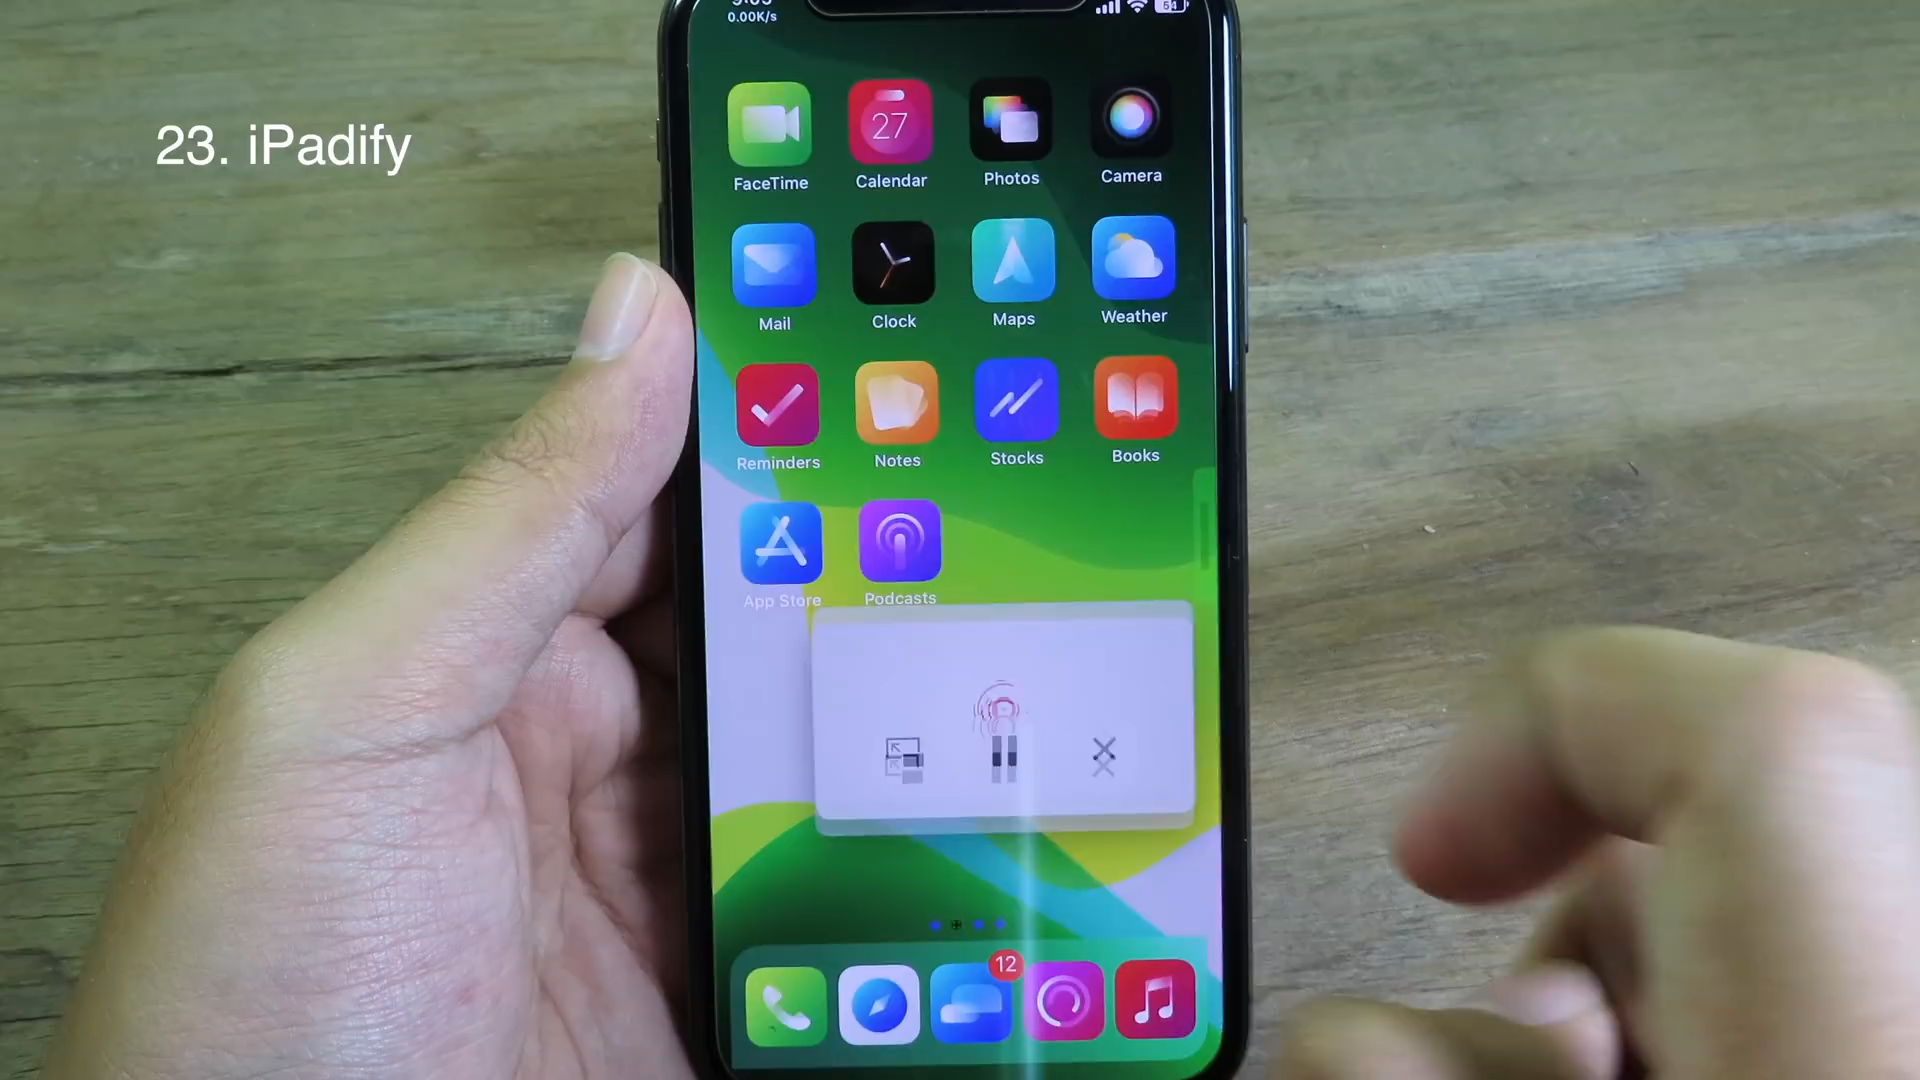 23. iPadify
0.00K/s
54
27
FaceTime
Calendar
Photos
Camera
Mail
Clock
Maps
Weather
Reminders
Notes
Stocks
Books
App Store
Podcasts
12